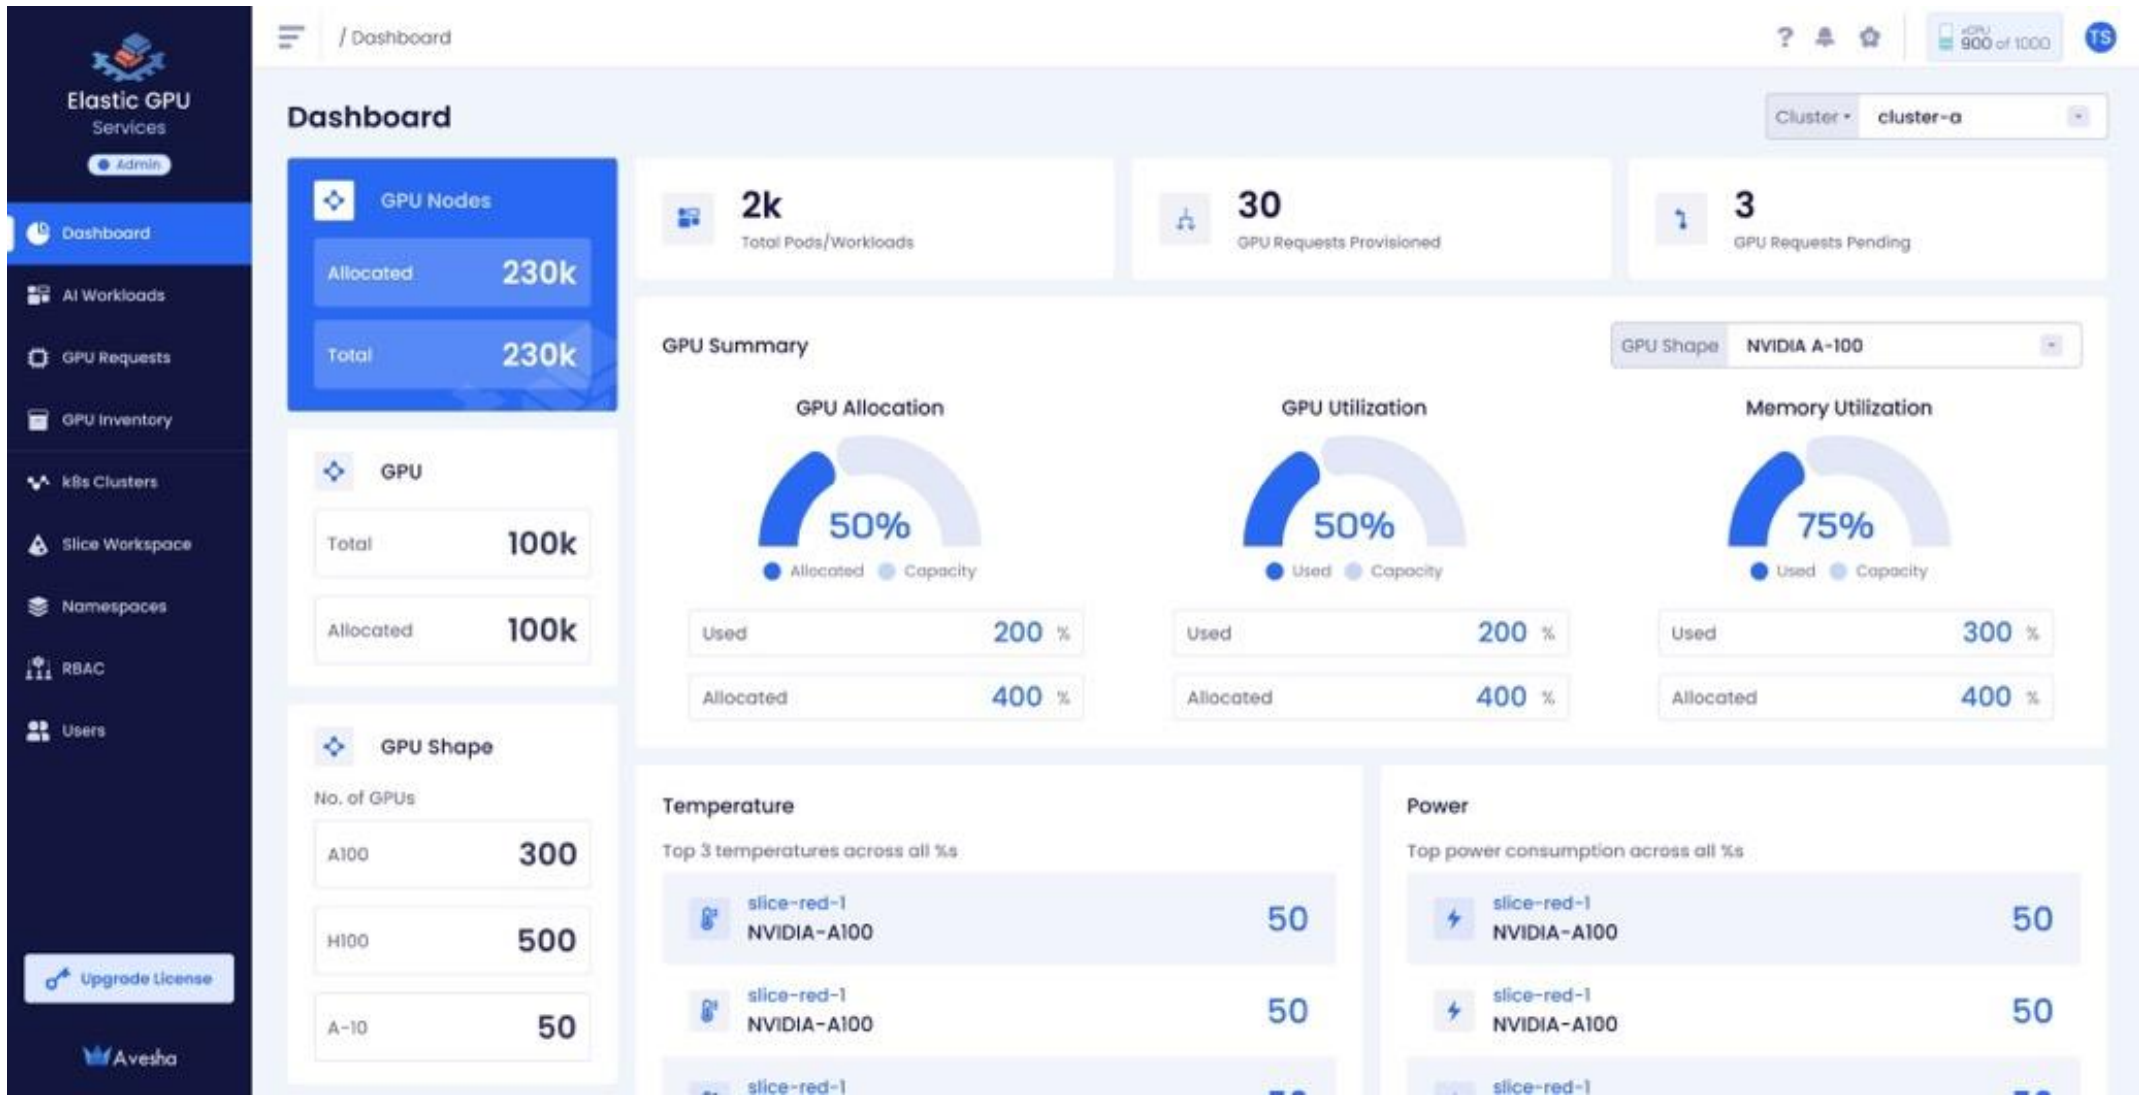 Elastic GPU
Services
Admin
Dashboard
AI Workloads
GPU Requests
GPU Inventory
k8s Clusters
Slice Workspace
Namespaces
RBAC
Users
Upgrade License
Avesha
/ Dashboard
?
vCPU
900 of 1000
TS
Dashboard
Cluster
cluster-a
GPU Nodes
Allocated 230k
Total 230k
GPU
Total 100k
Allocated 100k
GPU Shape
No. of GPUs
A100 300
H100 500
A-10 50
2k
Total Pods/Workloads
30
GPU Requests Provisioned
3
GPU Requests Pending
GPU Summary
GPU Shape NVIDIA A-100
GPU Allocation
50%
Allocated Capacity
Used 200 %
Allocated 400 %
GPU Utilization
50%
Used Capacity
Used 200 %
Allocated 400 %
Memory Utilization
75%
Used Capacity
Used 300 %
Allocated 400 %
Temperature
Top 3 temperatures across all %s
slice-red-1
NVIDIA-A100
50
slice-red-1
NVIDIA-A100
50
slice-red-1
Power
Top power consumption across all %s
slice-red-1
NVIDIA-A100
50
slice-red-1
NVIDIA-A100
50
slice-red-1